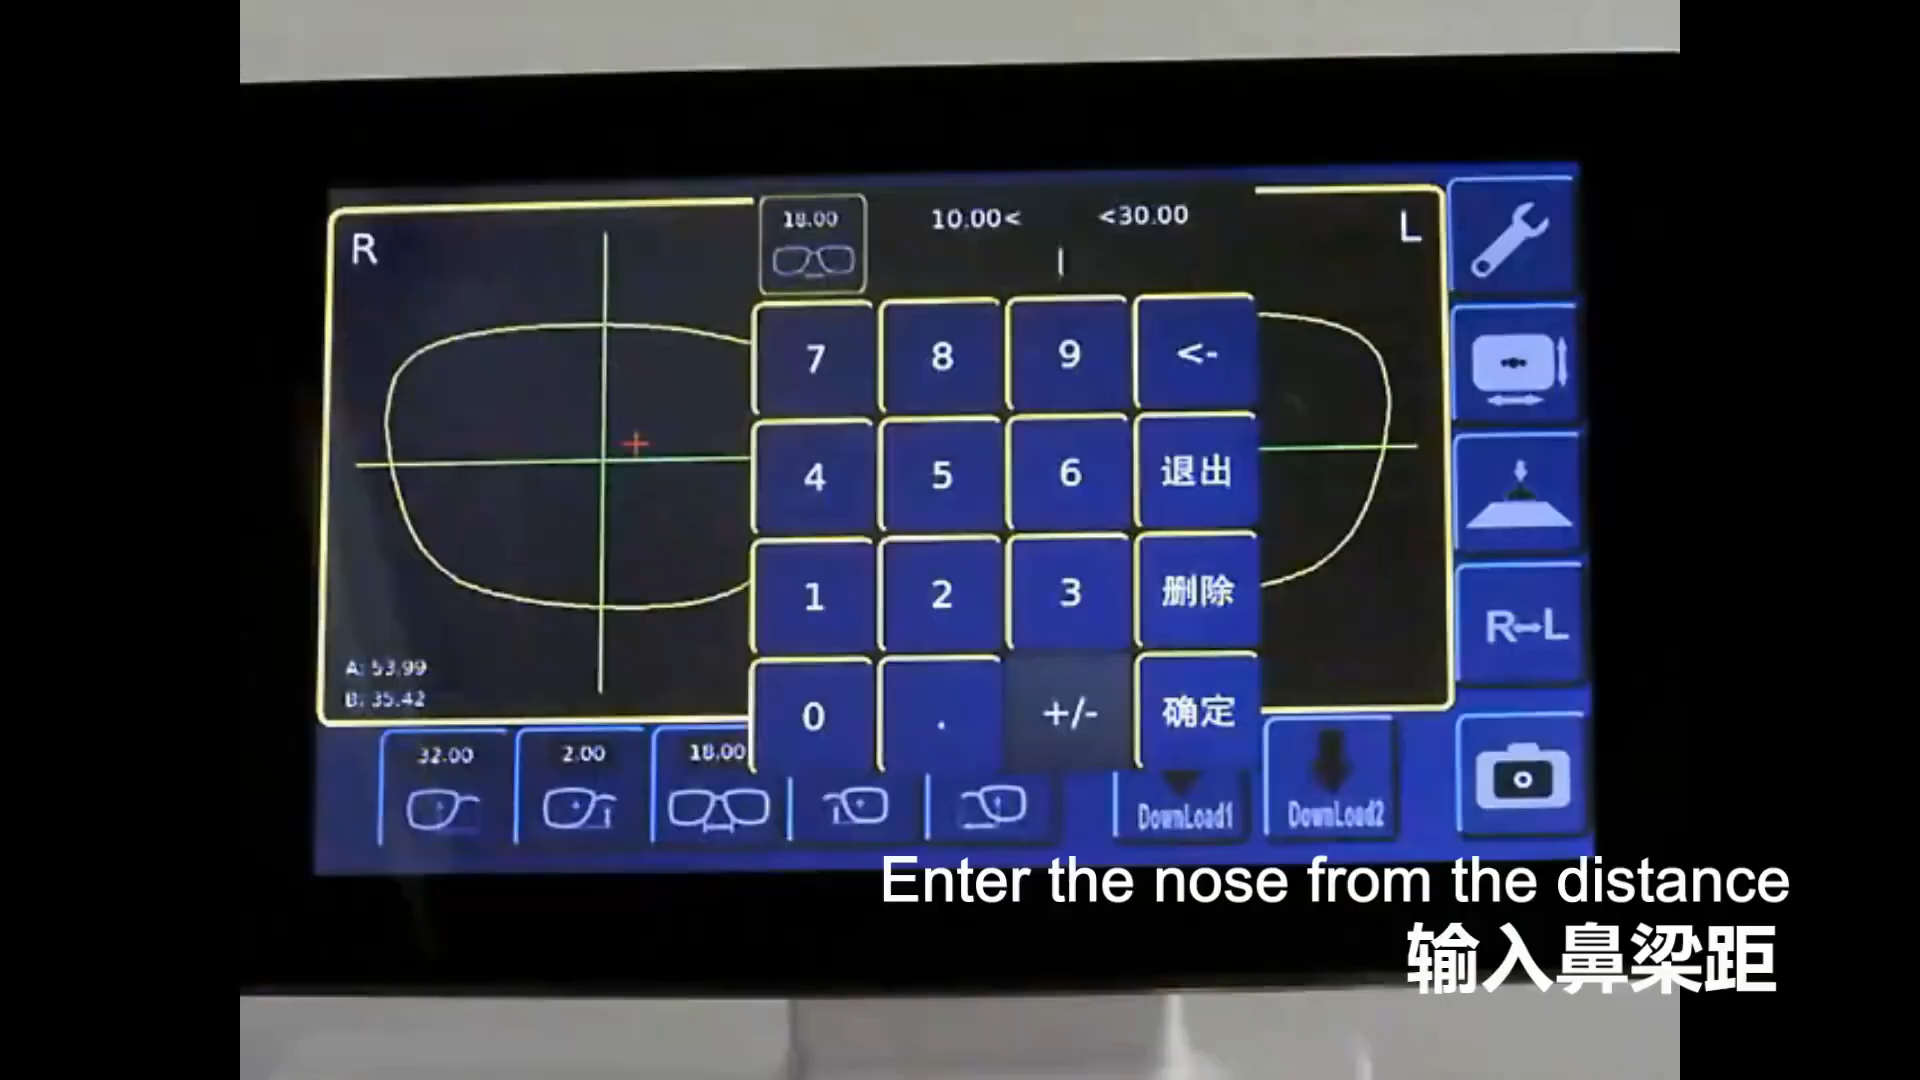 R
18.00
10.00<
<30.00
L
7
8
9
<-
4
5
6
退出
1
2
3
删除
R↔L
A: 53.99
B: 35.42
0
.
+/-
确定
32.00
2.00
18.00
DownLoad1
DownLoad2
Enter the nose from the distance
输入鼻梁距